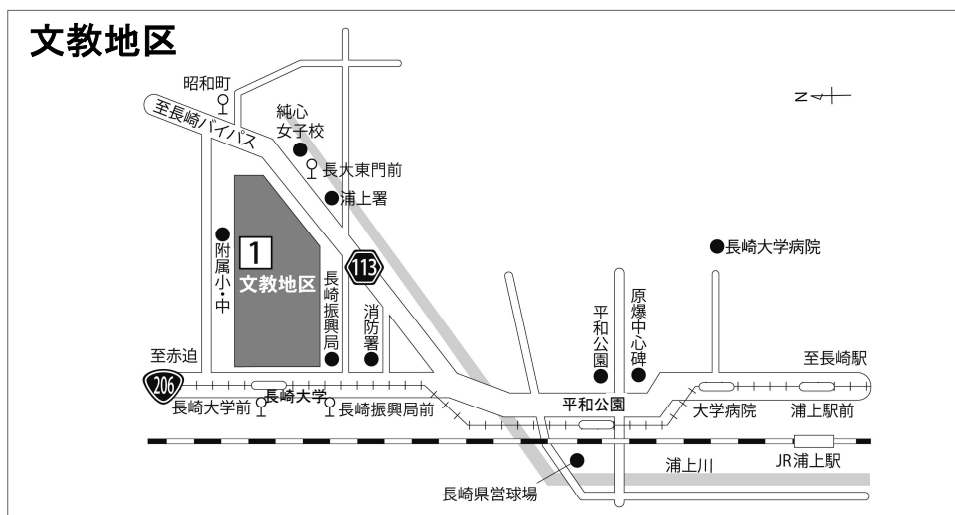 文教地区
昭和町
至長崎バイパス
純心
女子校
長大東門前
浦上署
N
長崎大学病院
附属小・中
1
文教地区
113
長崎振興局
消防署
平和公園
原爆中心碑
至赤迫
206
至長崎駅
長崎大学前
長崎大学
長崎振興局前
平和公園
大学病院
浦上駅前
浦上川
JR浦上駅
長崎県営球場